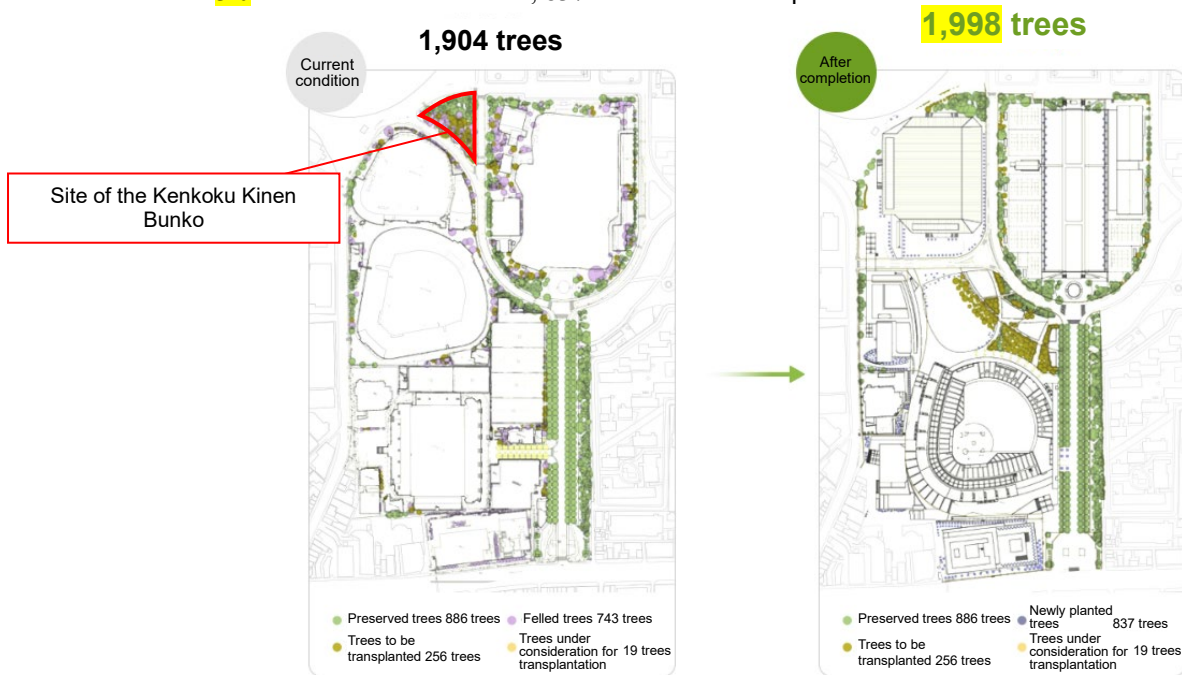 1,904 trees
1,998 trees
Current
condition
After
completion
Site of the Kenkoku Kinen
Bunko
Preserved trees 886 trees
Felled trees 743 trees
Trees to be
transplanted 256 trees
Trees under
consideration for 19 trees
transplantation
Preserved trees 886 trees
Newly planted
trees 837 trees
Trees to be
transplanted 256 trees
Trees under
consideration for 19 trees
transplantation